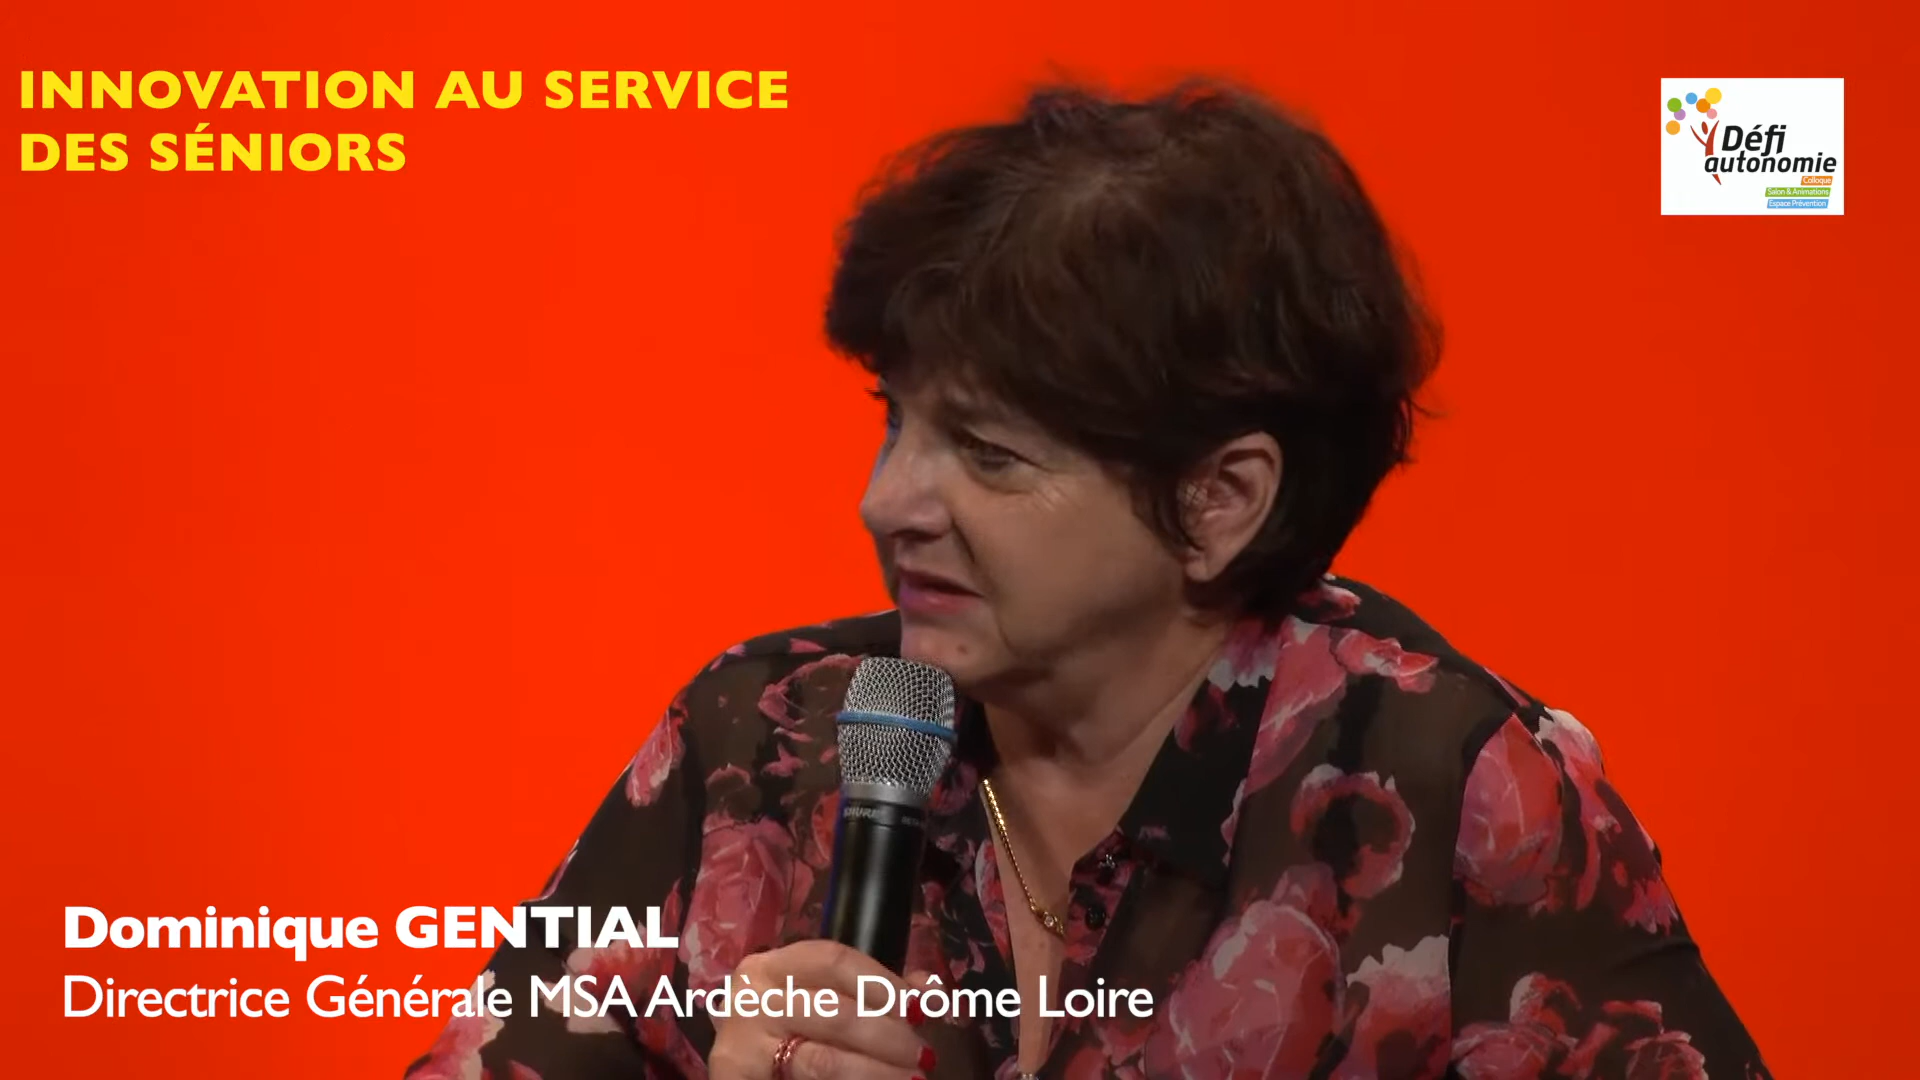 INNOVATION AU SERVICE
DES SÉNIORS
Défi
autonomie
Colloque
Salon & Animations
Espace Prévention
SHURE
Dominique GENTIAL
Directrice Générale MSA Ardèche Drôme Loire